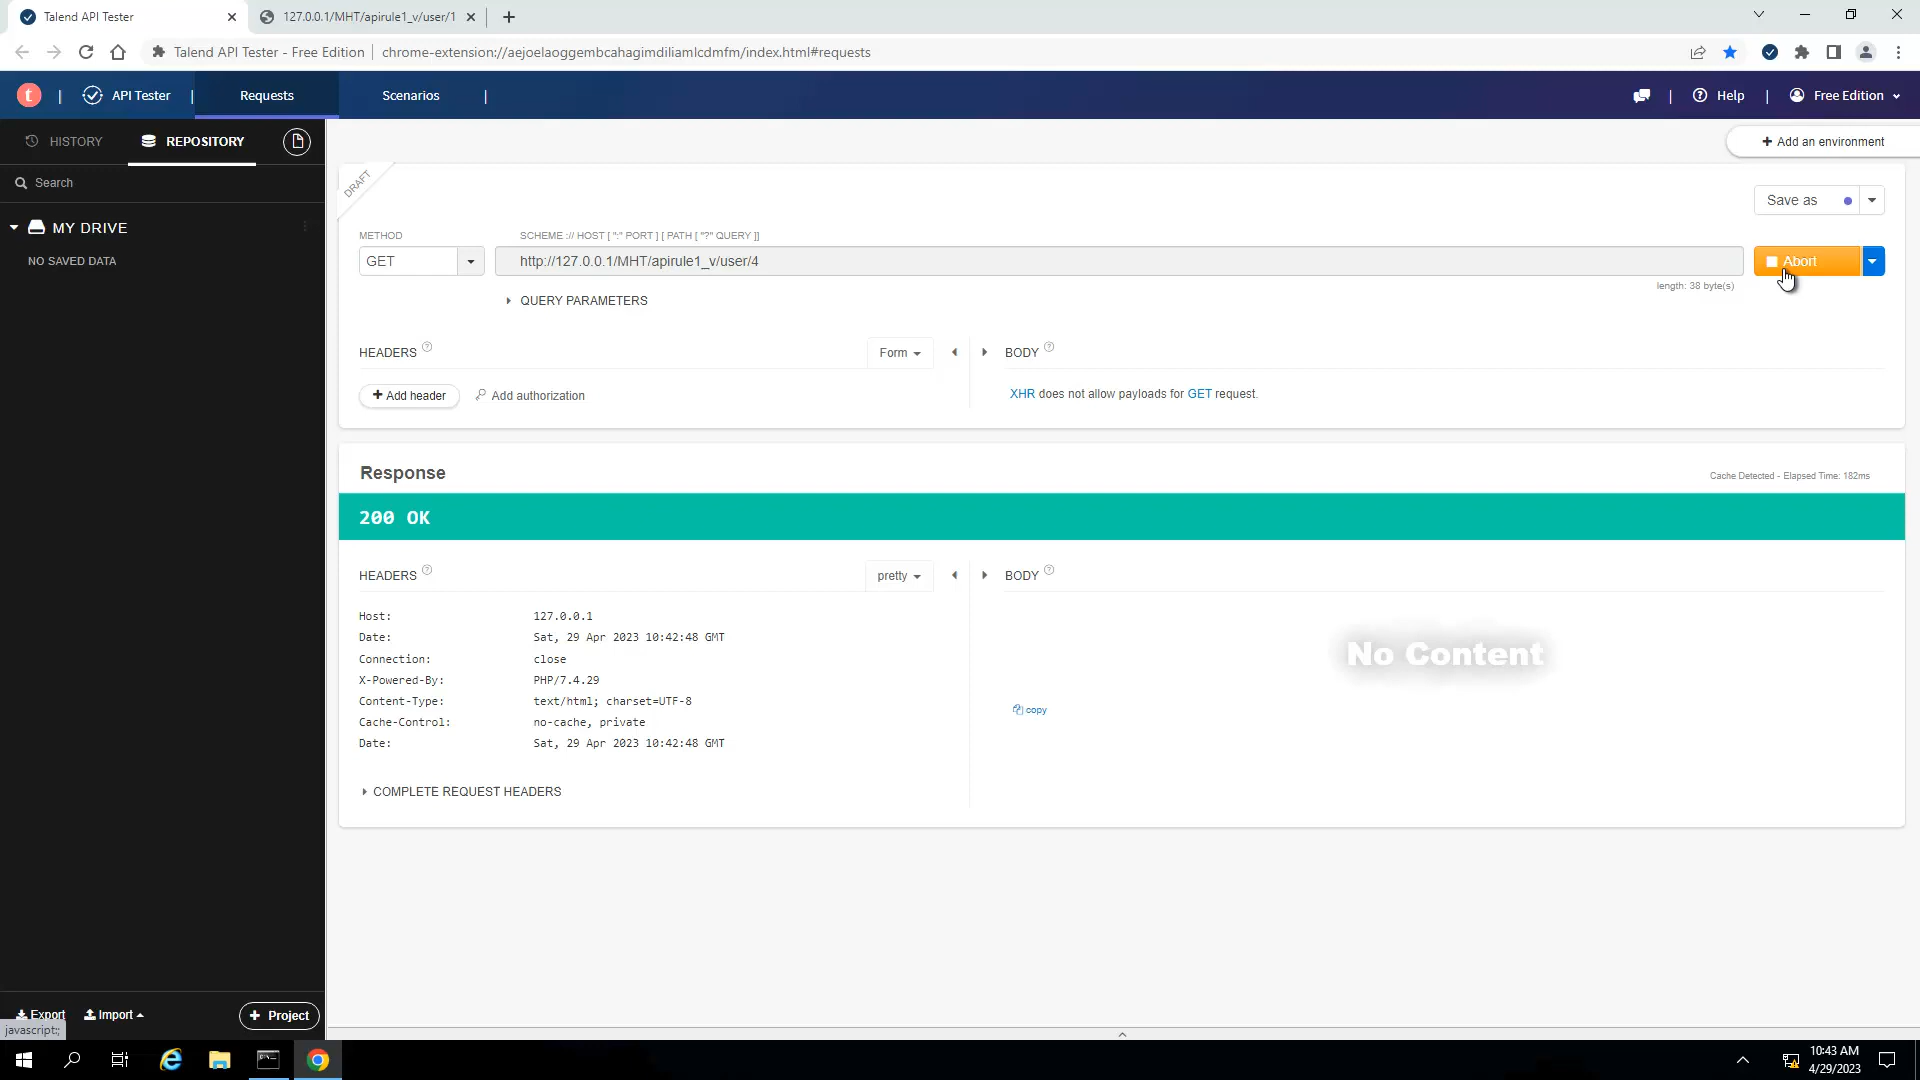 Talend API Tester
127.0.0.1/MHT/apirule1_v/user/1
Talend API Tester - Free Edition
chrome-extension://aejoelaoggembcahagimdiliamlcdmfm/index.html#requests
t
API Tester
Requests
Scenarios
Help
Free Edition
HISTORY
REPOSITORY
Add an environment
Search
DRAFT
Save as
MY DRIVE
NO SAVED DATA
METHOD
SCHEME :// HOST [ ":" PORT ] [ PATH [ "?" QUERY ]]
GET
http://127.0.0.1/MHT/apirule1_v/user/4
Abort
length: 38 byte(s)
QUERY PARAMETERS
HEADERS ?
Form
BODY ?
Add header
Add authorization
XHR does not allow payloads for GET request.
Response
Cache Detected - Elapsed Time: 182ms
200 OK
HEADERS ?
pretty
BODY ?
Host: 127.0.0.1
Date: Sat, 29 Apr 2023 10:42:48 GMT
Connection: close
X-Powered-By: PHP/7.4.29
Content-Type: text/html; charset=UTF-8
Cache-Control: no-cache, private
Date: Sat, 29 Apr 2023 10:42:48 GMT
No Content
copy
COMPLETE REQUEST HEADERS
Export
Import
+ Project
javascript:;
10:43 AM
4/29/2023